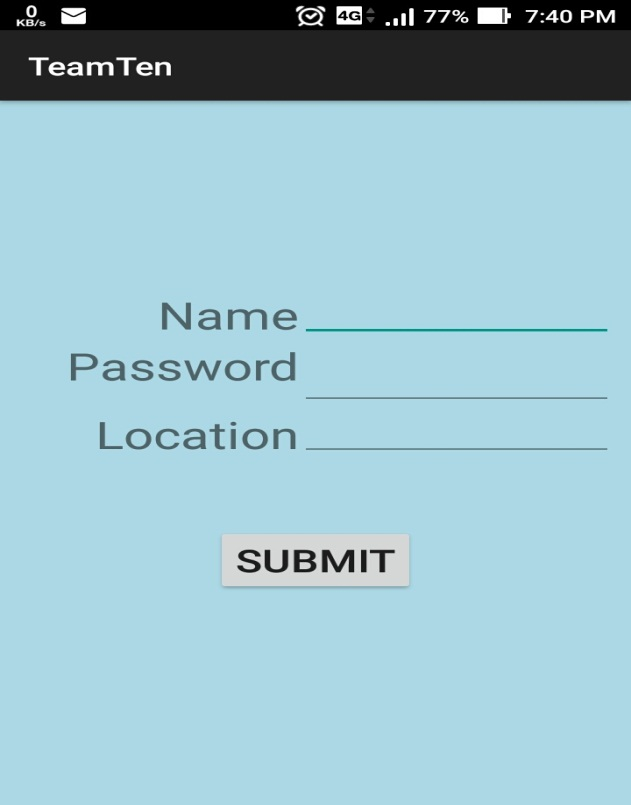 0
KB/s
4G 77% 7:40 PM
TeamTen
Name
Password
Location
SUBMIT